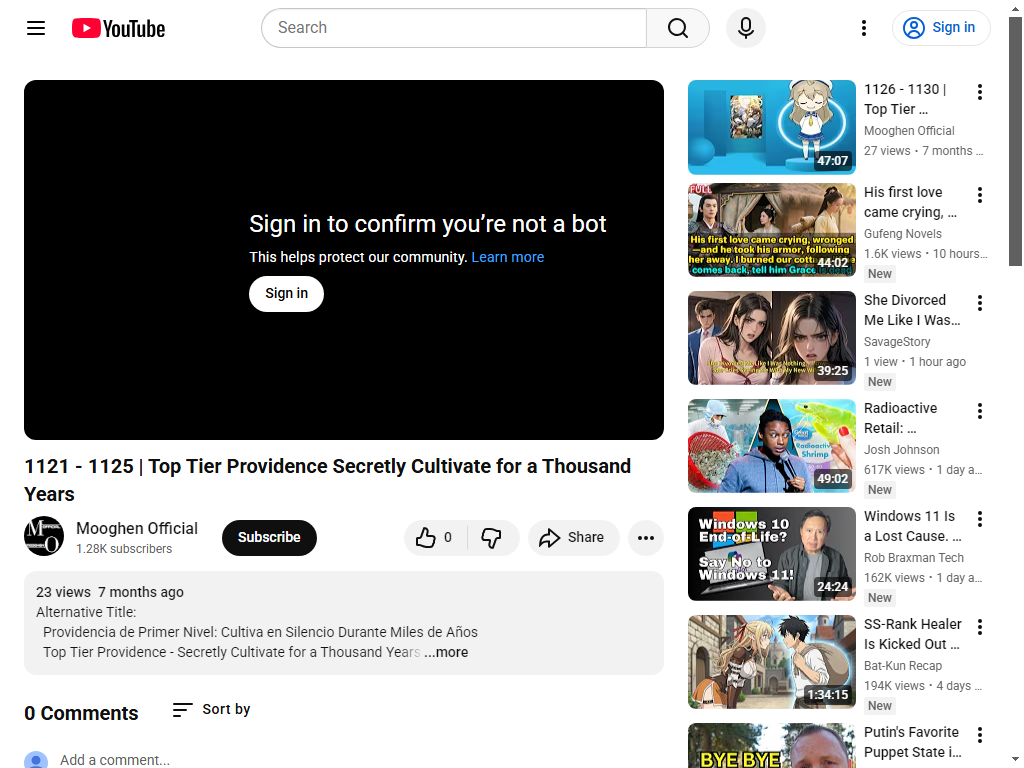 YouTube
Search
Sign in
Sign in to confirm you’re not a bot
This helps protect our community. Learn more
Sign in
1121 - 1125 | Top Tier Providence Secretly Cultivate for a Thousand
Years
Mooghen Official
1.28K subscribers
Subscribe
0
Share
23 views 7 months ago
Alternative Title:
Providencia de Primer Nivel: Cultiva en Silencio Durante Miles de Años
Top Tier Providence - Secretly Cultivate for a Thousand Years ...more
0 Comments
Sort by
Add a comment...
47:07
1126 - 1130 |
Top Tier ...
Mooghen Official
27 views • 7 months ...
FULL
His first love came crying, wronged
—and he took his armor, following
her away. I burned our
comes back, tell him Grace
44:02
His first love
came crying, ...
Gufeng Novels
1.6K views • 10 hours...
New
39:25
She Divorced
Me Like I Was...
SavageStory
1 view • 1 hour ago
New
Radioactive
Shrimp
49:02
Radioactive
Retail: ...
Josh Johnson
617K views • 1 day a...
New
Windows 10
End-of-Life?
Say No to
Windows 11!
24:24
Windows 11 Is
a Lost Cause. ...
Rob Braxman Tech
162K views • 1 day a...
New
1:34:15
SS-Rank Healer
Is Kicked Out ...
Bat-Kun Recap
194K views • 4 days ...
New
BYE BYE
Putin's Favorite
Puppet State i...